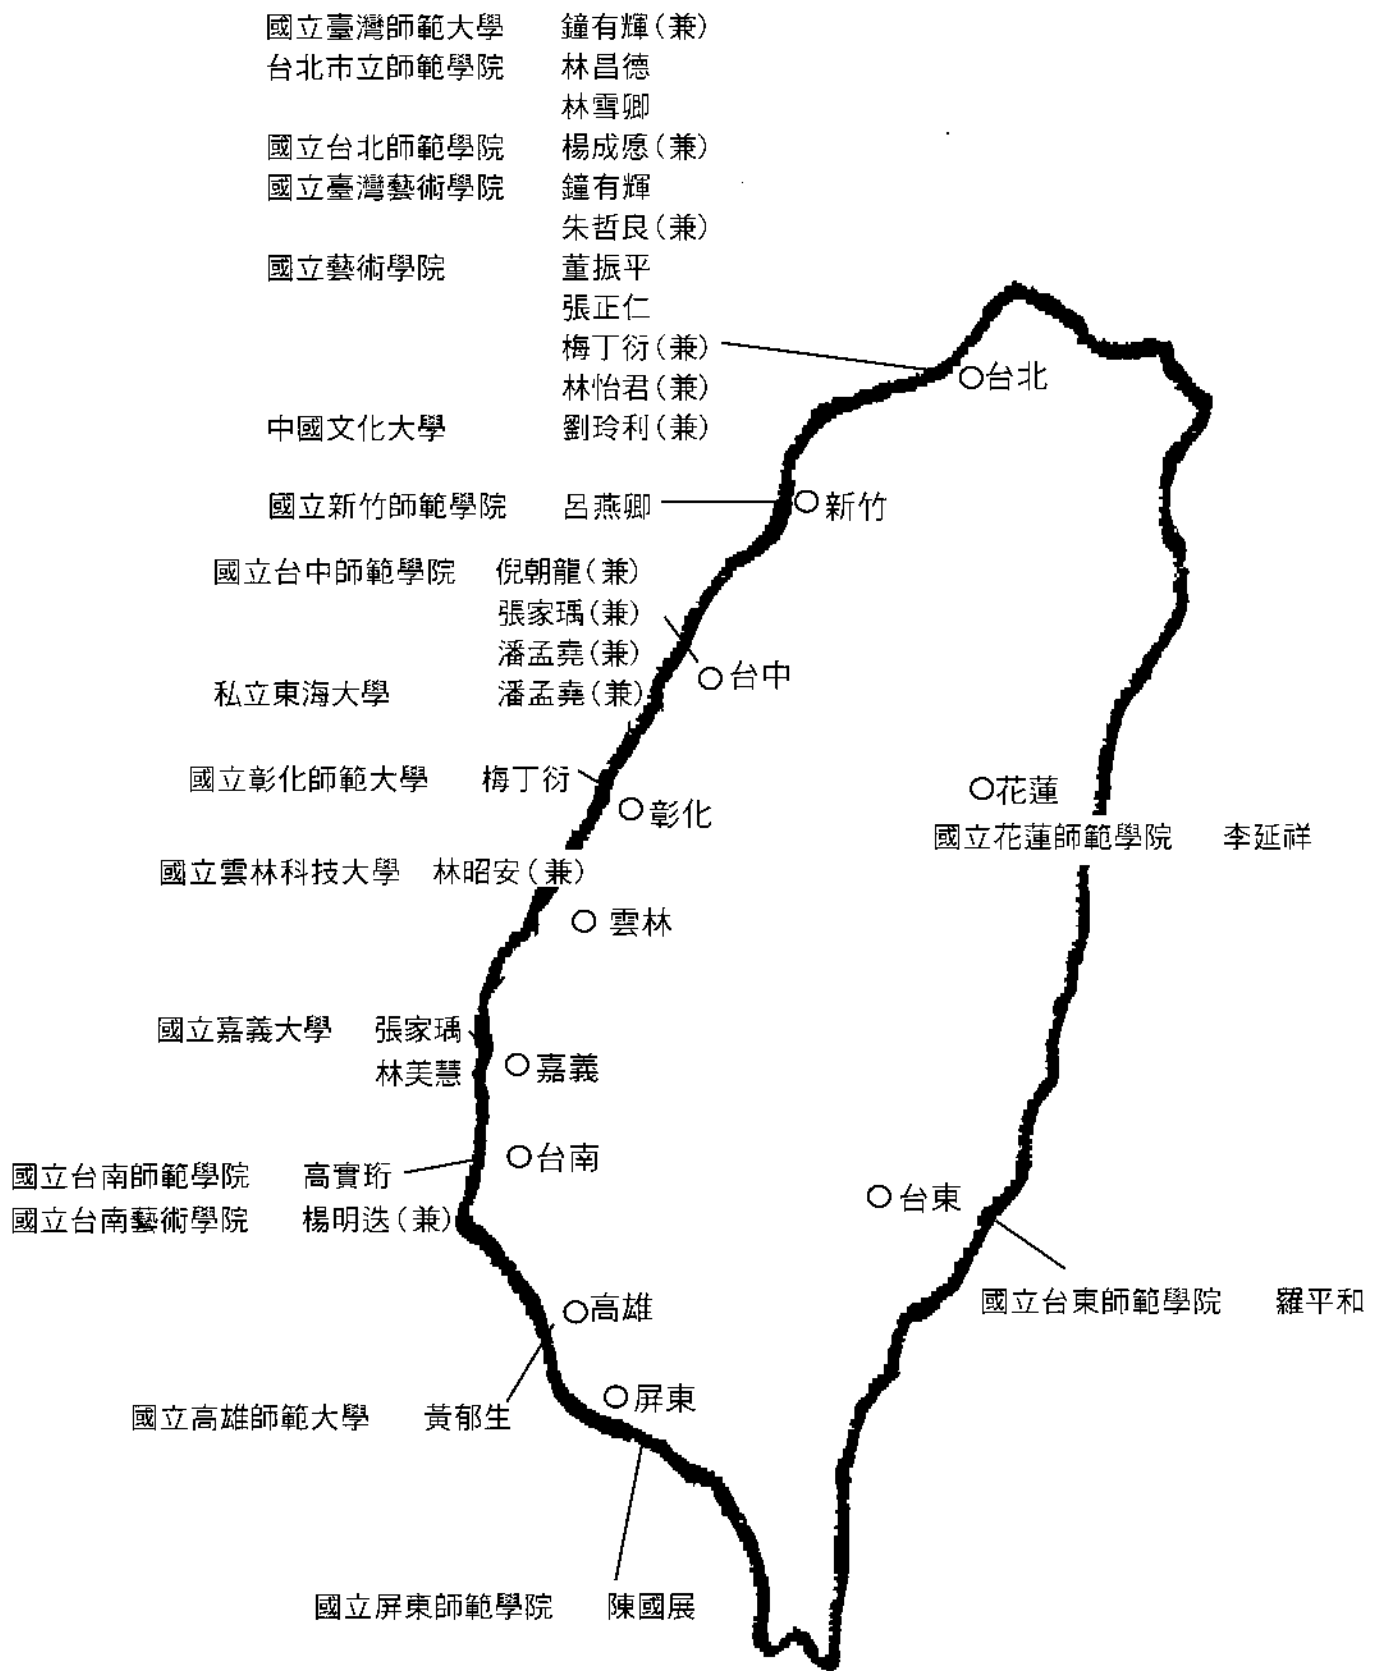 國立臺灣師範大學 鐘有輝(兼)
台北市立師範學院 林昌德
林雪卿
國立台北師範學院 楊成愿(兼)
國立臺灣藝術學院 鐘有輝
朱哲良(兼)
國立藝術學院 董振平
張正仁
梅丁衍(兼)
林怡君(兼)
中國文化大學 劉玲利(兼)
台北
國立新竹師範學院 呂燕卿
新竹
國立台中師範學院 倪朝龍(兼)
張家瑀(兼)
潘孟堯(兼)
私立東海大學 潘孟堯(兼)
台中
國立彰化師範大學 梅丁衍
彰化
花蓮
國立花蓮師範學院 李延祥
國立雲林科技大學 林昭安(兼)
雲林
國立嘉義大學 張家瑀
林美慧
嘉義
國立台南師範學院 高實珩
國立台南藝術學院 楊明迭(兼)
台南
台東
國立台東師範學院 羅平和
高雄
國立高雄師範大學 黃郁生
屏東
國立屏東師範學院 陳國展